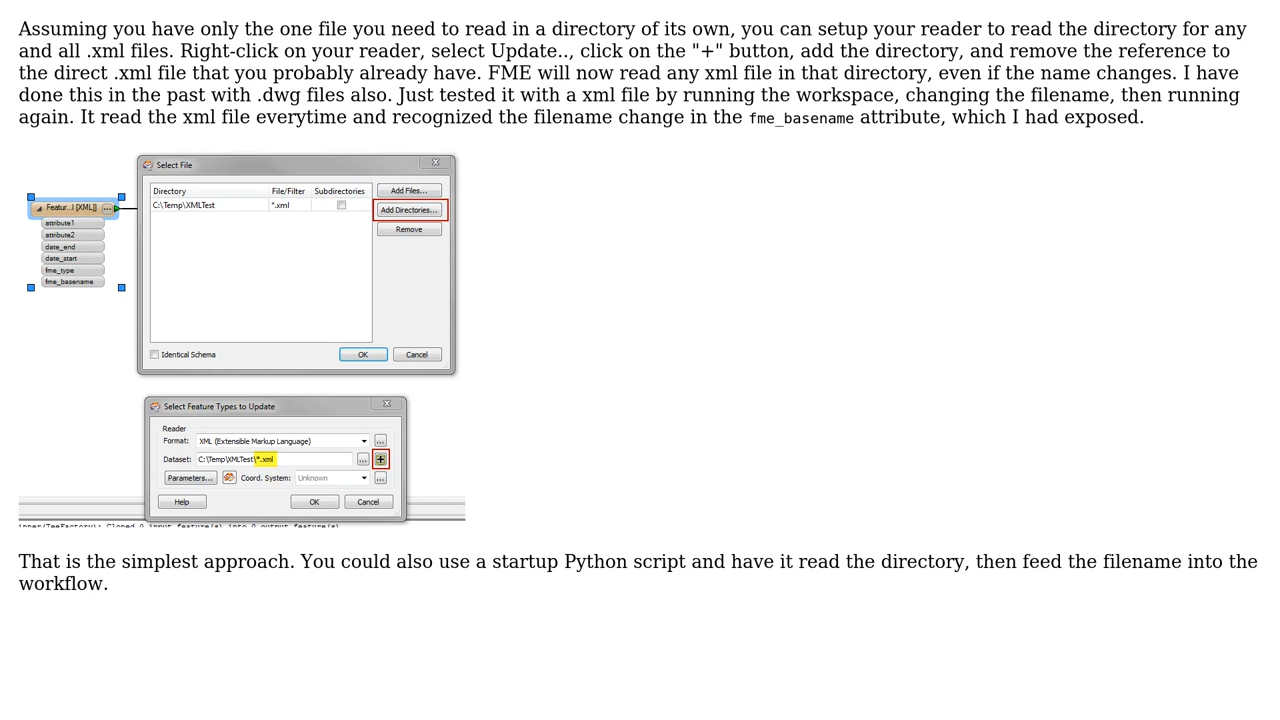 Assuming you have only the one file you need to read in a directory of its own, you can setup your reader to read the directory for any
and all .xml files. Right-click on your reader, select Update.., click on the "+" button, add the directory, and remove the reference to
the direct .xml file that you probably already have. FME will now read any xml file in that directory, even if the name changes. I have
done this in the past with .dwg files also. Just tested it with a xml file by running the workspace, changing the filename, then running
again. It read the xml file everytime and recognized the filename change in the fme_basename attribute, which I had exposed.
Select File
Directory File/Filter Subdirectories
C:\Temp\XMLTest *.xml
Add Files...
Add Directories...
Remove
Identical Schema
OK Cancel
Featur...l [XML]] ...
attribute1
attribute2
date_end
date_start
fme_type
fme_basename
Select Feature Types to Update
Reader
Format: XML (Extensible Markup Language) ...
Dataset: C:\Temp\XMLTest\*.xml ... +
Parameters... Coord. System: Unknown ...
Help OK Cancel
inner(TeeFactory): Cloned 0 input feature(s) into 0 output feature(s)
That is the simplest approach. You could also use a startup Python script and have it read the directory, then feed the filename into the
workflow.